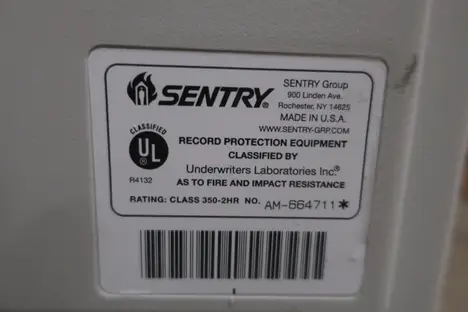 SENTRY®
SENTRY Group
900 Linden Ave.
Rochester, NY 14625
MADE IN U.S.A.
WWW.SENTRY-GRP.COM
CLASSIFIED
UL®
R4132
RECORD PROTECTION EQUIPMENT
CLASSIFIED BY
Underwriters Laboratories Inc.®
AS TO FIRE AND IMPACT RESISTANCE
RATING: CLASS 350-2HR NO. AM-664711*